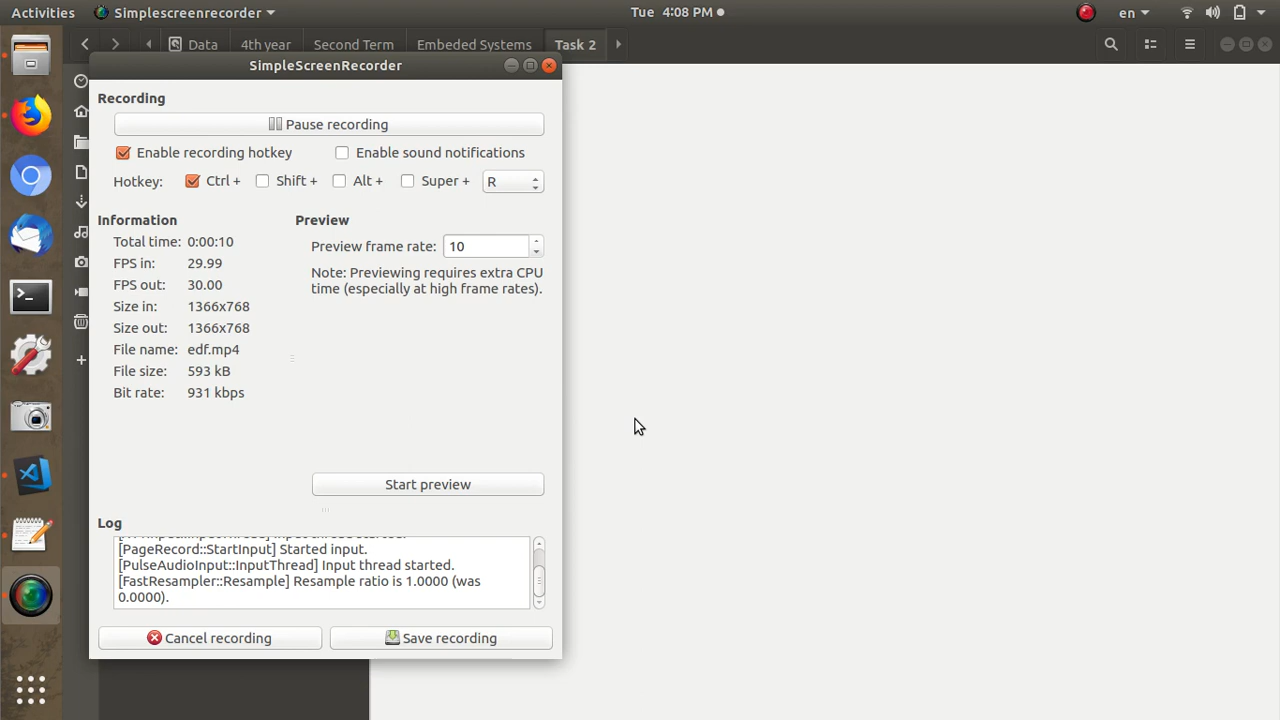 Activities
Simplescreenrecorder
Tue 4:08 PM
en
Data
4th year
Second Term
Embeded Systems
Task 2
SimpleScreenRecorder
Recording
Pause recording
Enable recording hotkey
Enable sound notifications
Hotkey:
Ctrl +
Shift +
Alt +
Super +
R
Information
Total time: 0:00:10
FPS in: 29.99
FPS out: 30.00
Size in: 1366x768
Size out: 1366x768
File name: edf.mp4
File size: 593 kB
Bit rate: 931 kbps
Preview
Preview frame rate: 10
Note: Previewing requires extra CPU
time (especially at high frame rates).
Start preview
Log
[PageRecord::StartInput] Started input.
[PulseAudioInput::InputThread] Input thread started.
[FastResampler::Resample] Resample ratio is 1.0000 (was
0.0000).
Cancel recording
Save recording